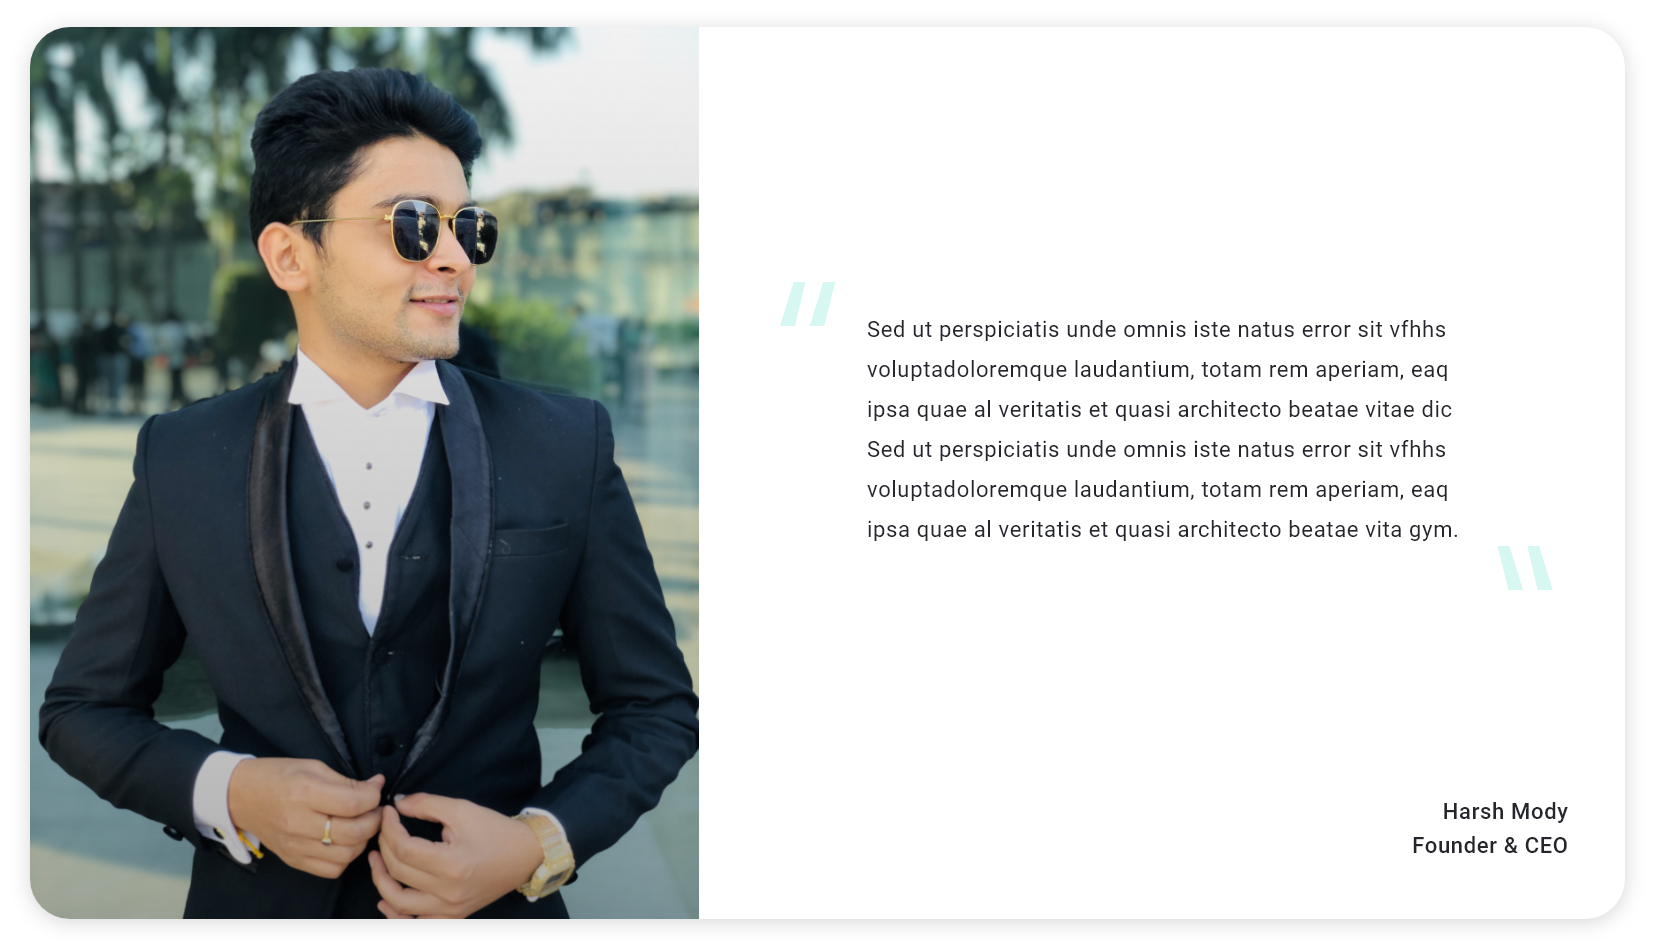 Sed ut perspiciatis unde omnis iste natus error sit vfhhs
voluptadoloremque laudantium, totam rem aperiam, eaq
ipsa quae al veritatis et quasi architecto beatae vitae dic
Sed ut perspiciatis unde omnis iste natus error sit vfhhs
voluptadoloremque laudantium, totam rem aperiam, eaq
ipsa quae al veritatis et quasi architecto beatae vita gym.
Harsh Mody
Founder & CEO